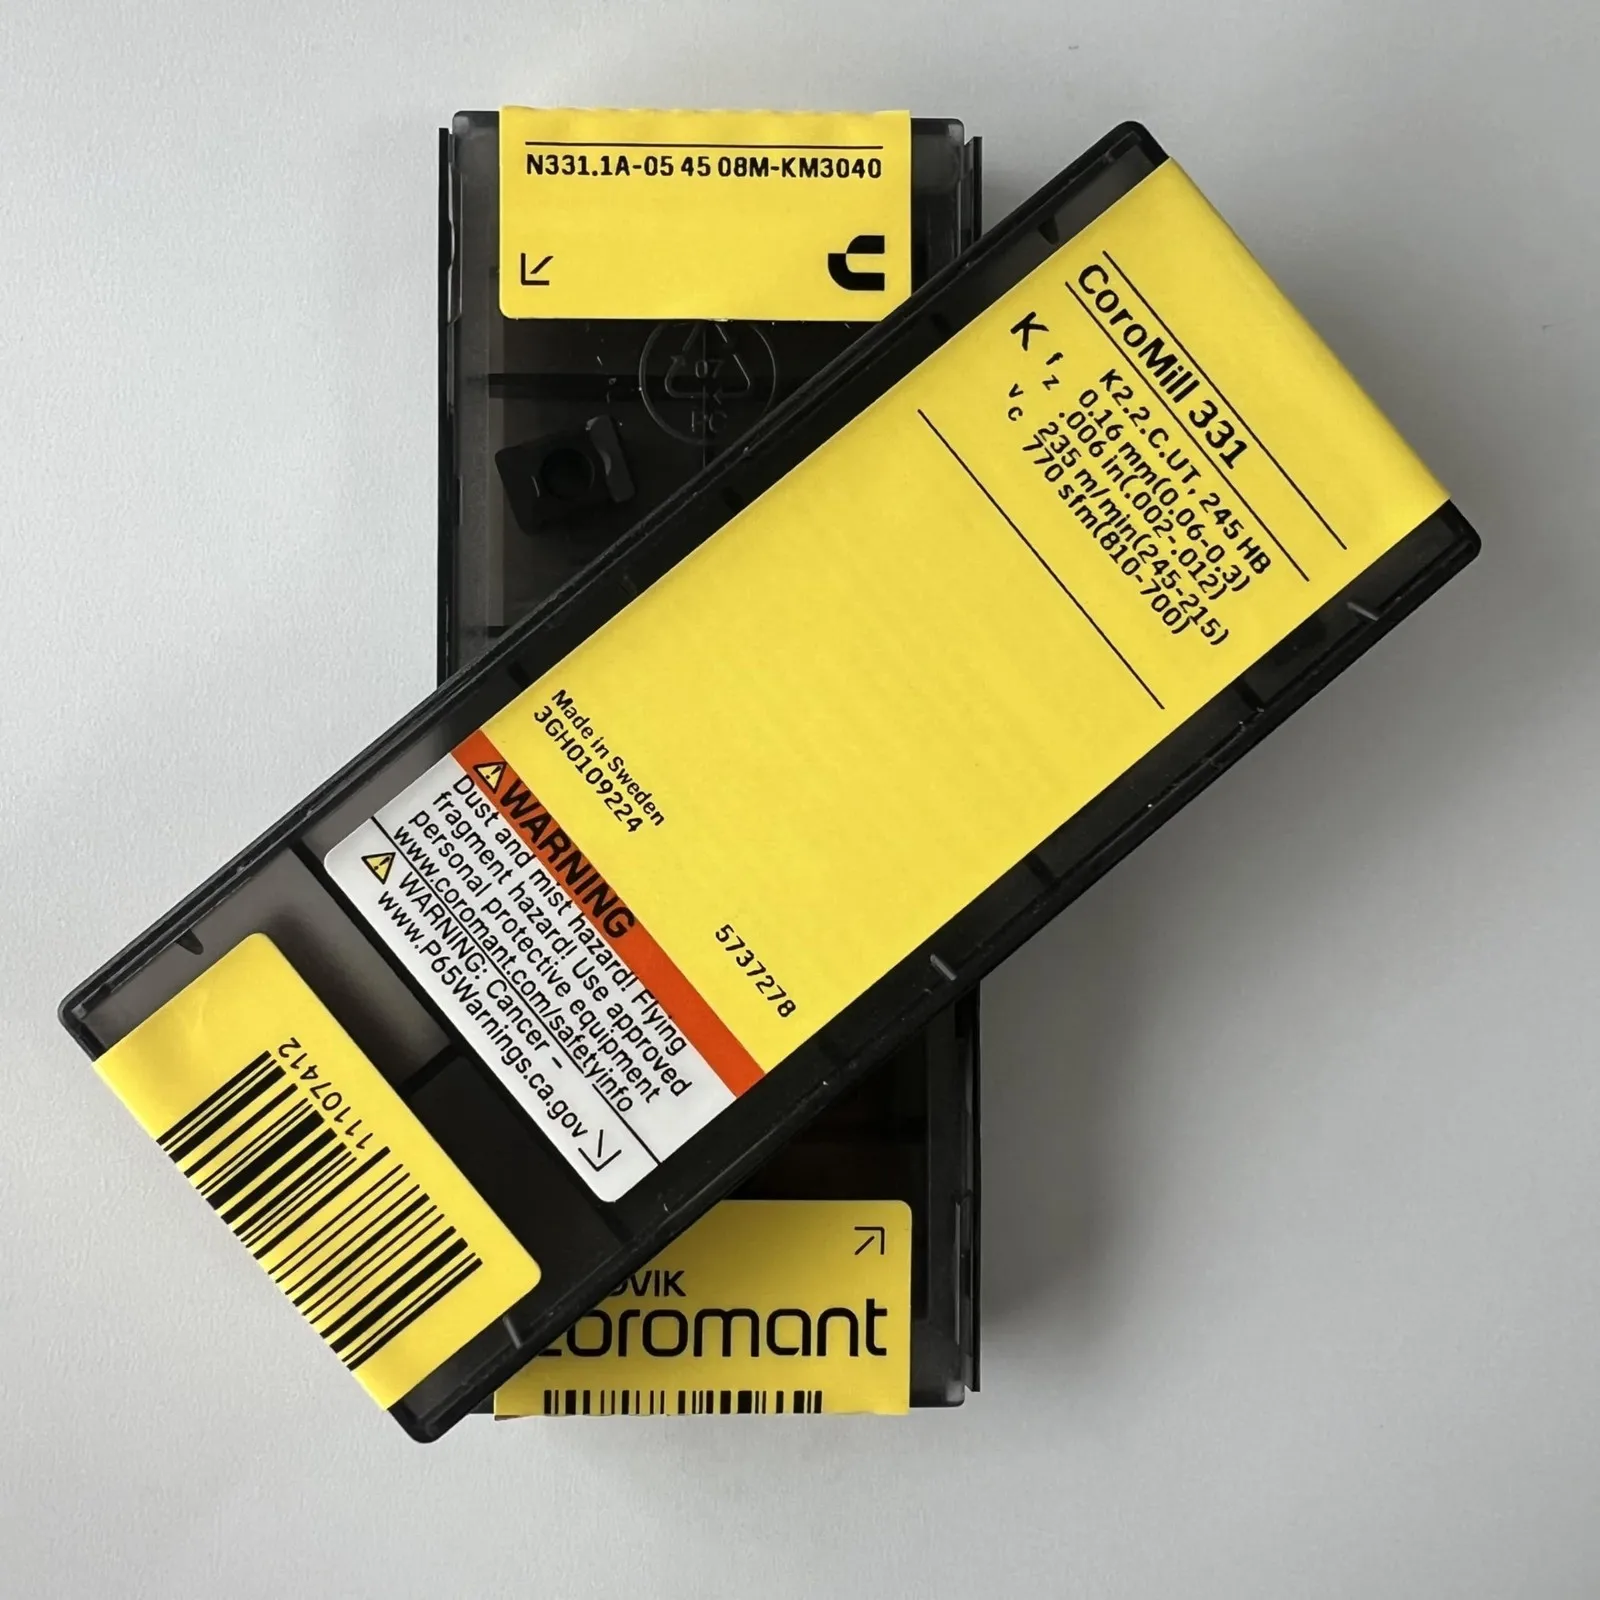 N331.1A-05 45 08M-KM3040
07
PC
CoroMill 331
K K2.2.C.UT, 245 HB
fz 0.16 mm(0.06-0.3)
.006 in(.002-.012)
vc 235 m/min(245-215)
770 sfm(810-700)
Made in Sweden
3GH0109224
5737278
WARNING
Dust and mist hazard! Flying
fragment hazard! Use approved
personal protective equipment
www.coromant.com/safetyinfo
WARNING: Cancer –
www.P65Warnings.ca.gov
11107412
coromant